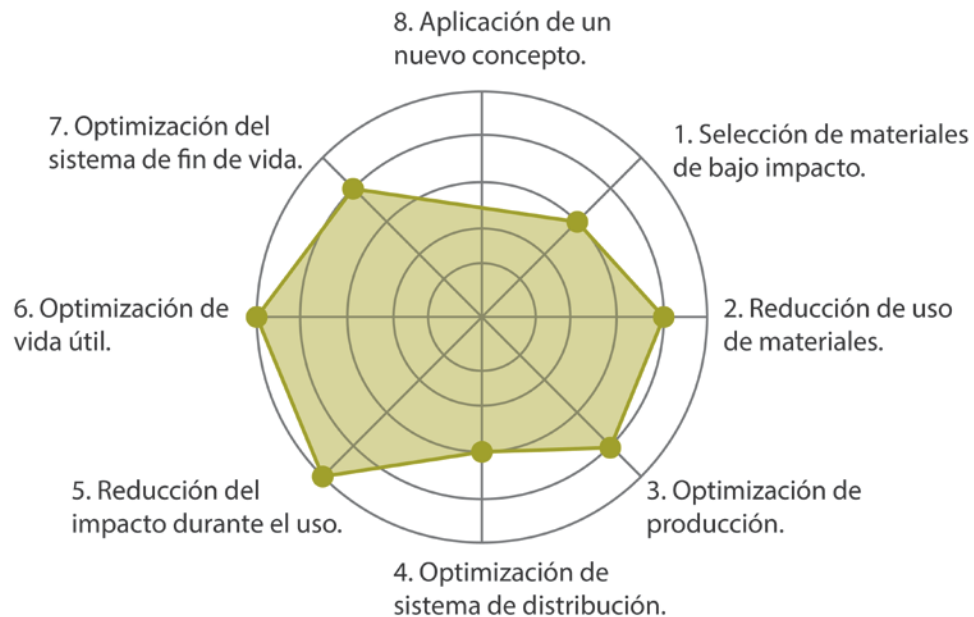 8. Aplicación de un
nuevo concepto.
1. Selección de materiales
de bajo impacto.
2. Reducción de uso
de materiales.
3. Optimización de
producción.
4. Optimización de
sistema de distribución.
5. Reducción del
impacto durante el uso.
6. Optimización de
vida útil.
7. Optimización del
sistema de fin de vida.